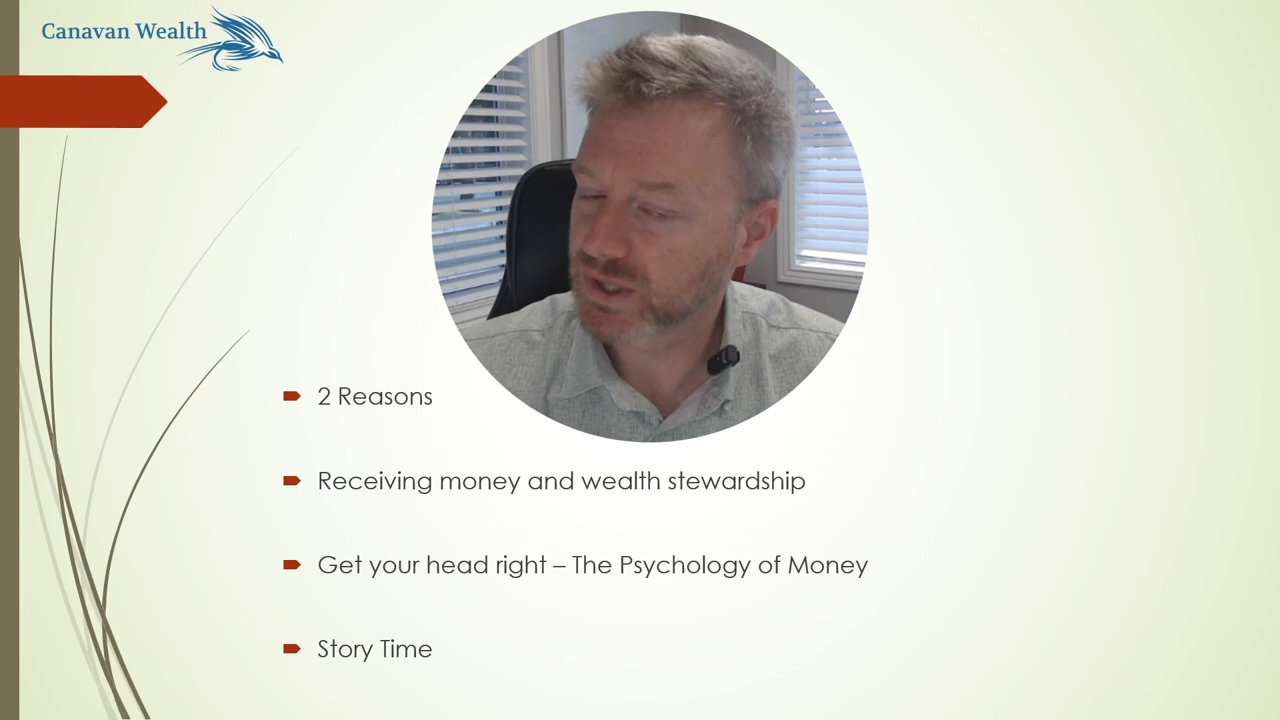 Canavan Wealth
2 Reasons
Receiving money and wealth stewardship
Get your head right – The Psychology of Money
Story Time